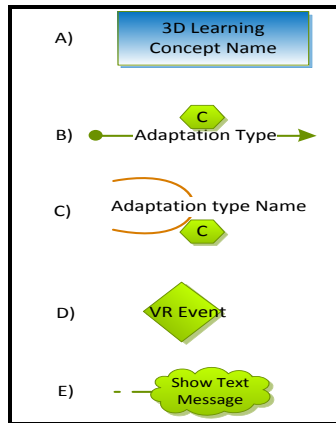 A)
3D Learning
Concept Name
B)
C
Adaptation Type
C)
Adaptation type Name
C
D)
VR Event
E)
Show Text
Message